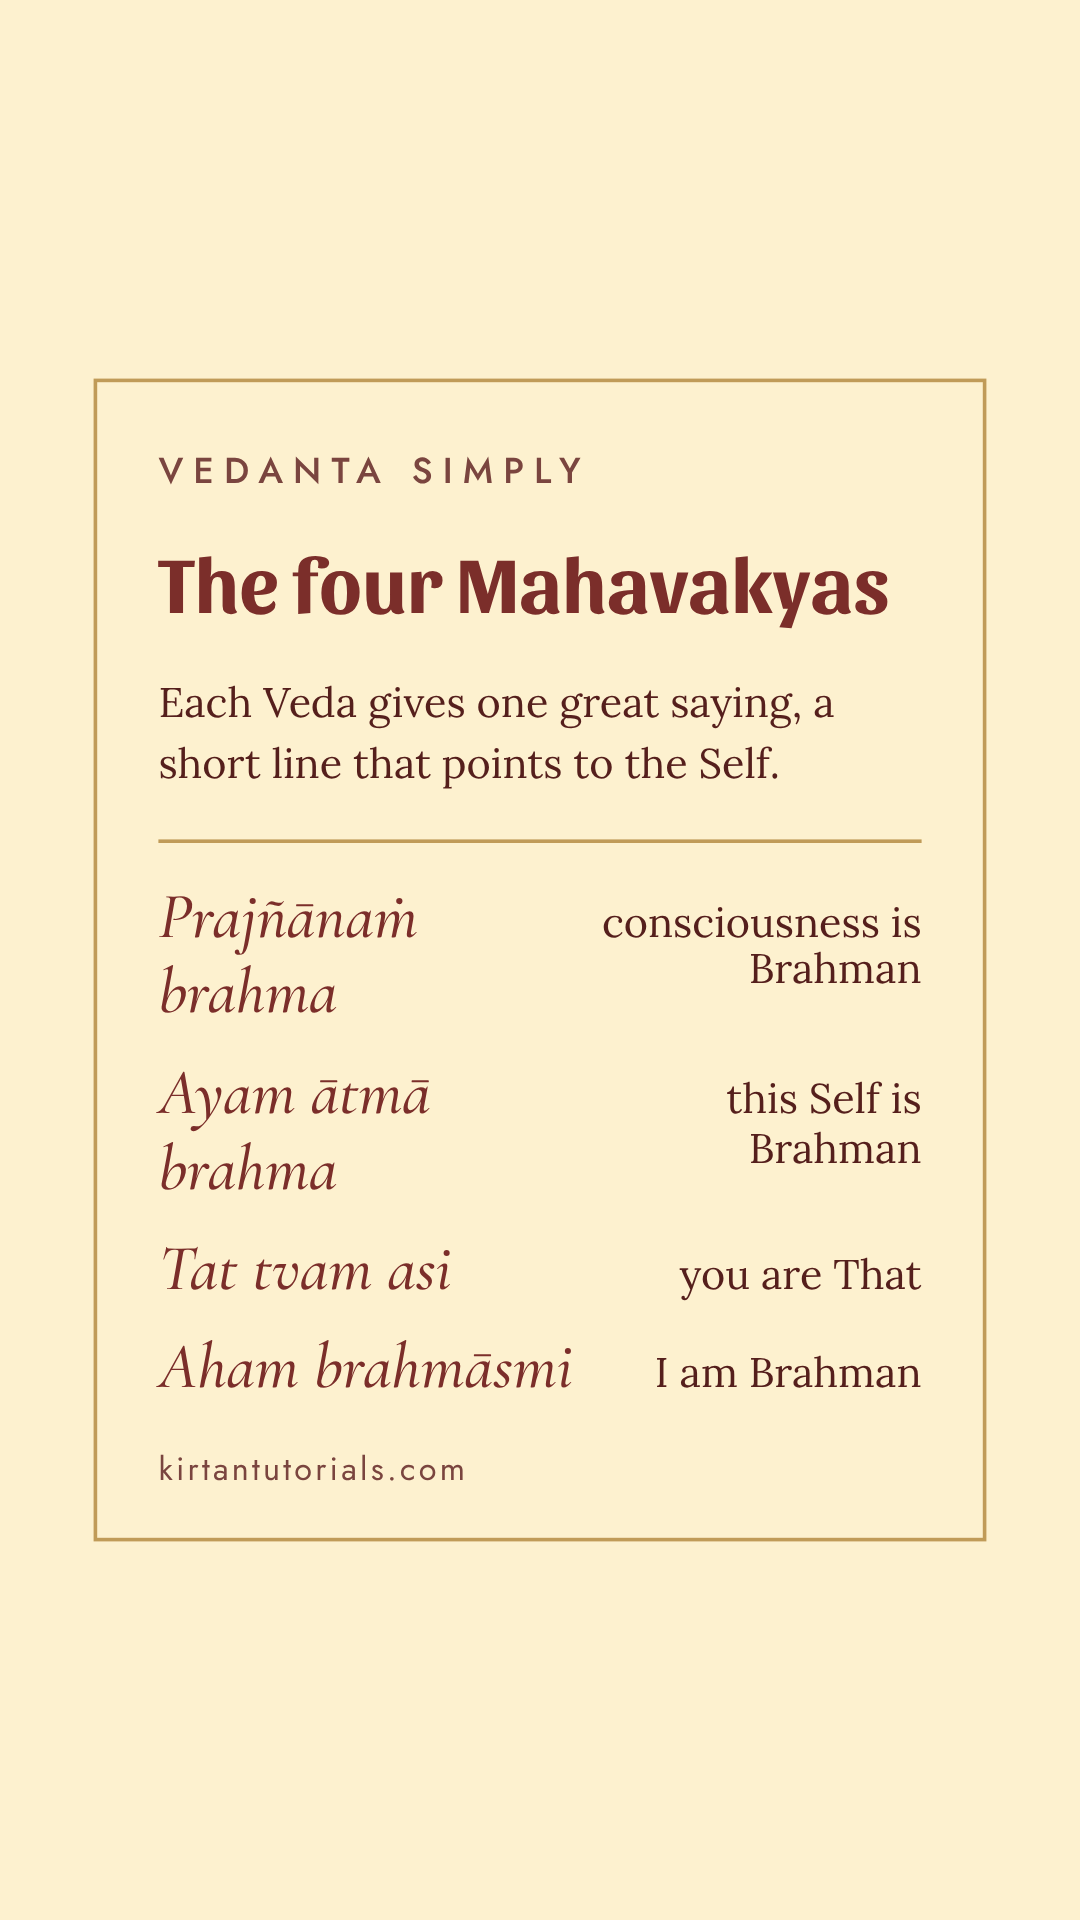 VEDANTA SIMPLY
The four Mahavakyas
Each Veda gives one great saying, a
short line that points to the Self.
Prajñānaṁ
brahma
consciousness is
Brahman
Ayam ātmā
brahma
this Self is
Brahman
Tat tvam asi
you are That
Aham brahmāsmi
I am Brahman
kirtantutorials.com